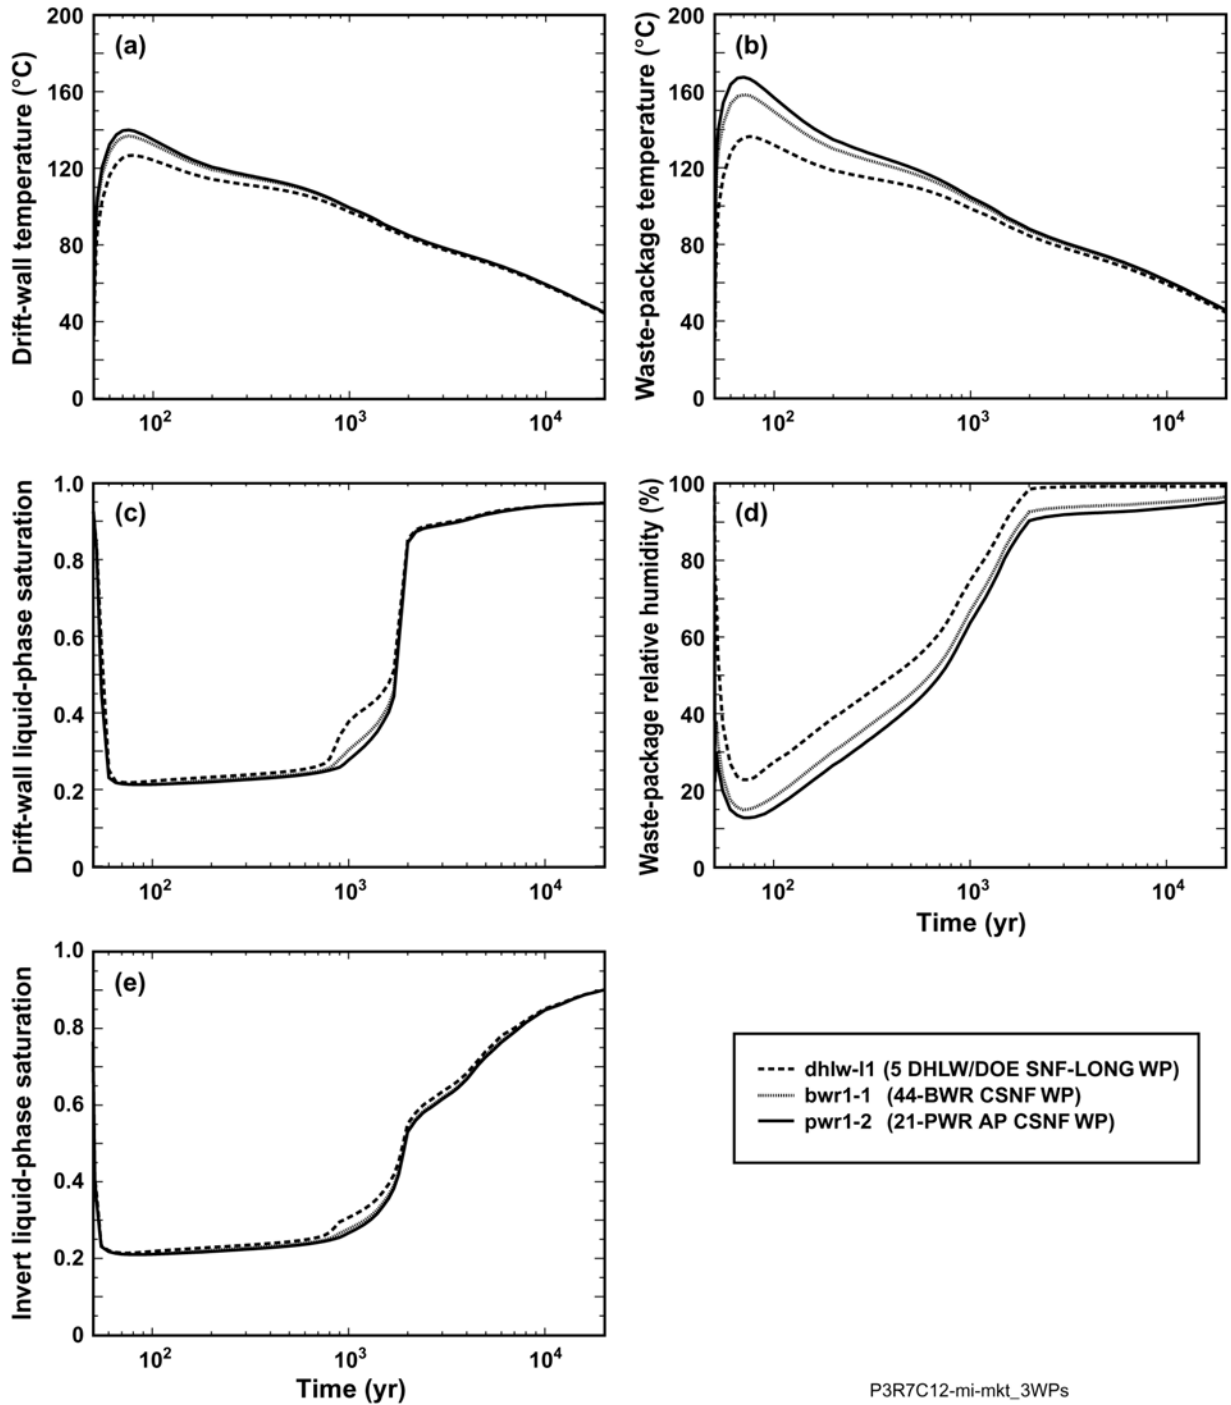 (a)
Drift-wall temperature (°C)
200
160
120
80
40
0
10²
10³
10⁴
(b)
Waste-package temperature (°C)
200
160
120
80
40
0
10²
10³
10⁴
(c)
Drift-wall liquid-phase saturation
1.0
0.8
0.6
0.4
0.2
0
10²
10³
10⁴
(d)
Waste-package relative humidity (%)
100
80
60
40
20
0
10²
10³
10⁴
Time (yr)
(e)
Invert liquid-phase saturation
1.0
0.8
0.6
0.4
0.2
0
10²
10³
10⁴
Time (yr)
dhlw-l1 (5 DHLW/DOE SNF-LONG WP)
bwr1-1 (44-BWR CSNF WP)
pwr1-2 (21-PWR AP CSNF WP)
P3R7C12-mi-mkt_3WPs